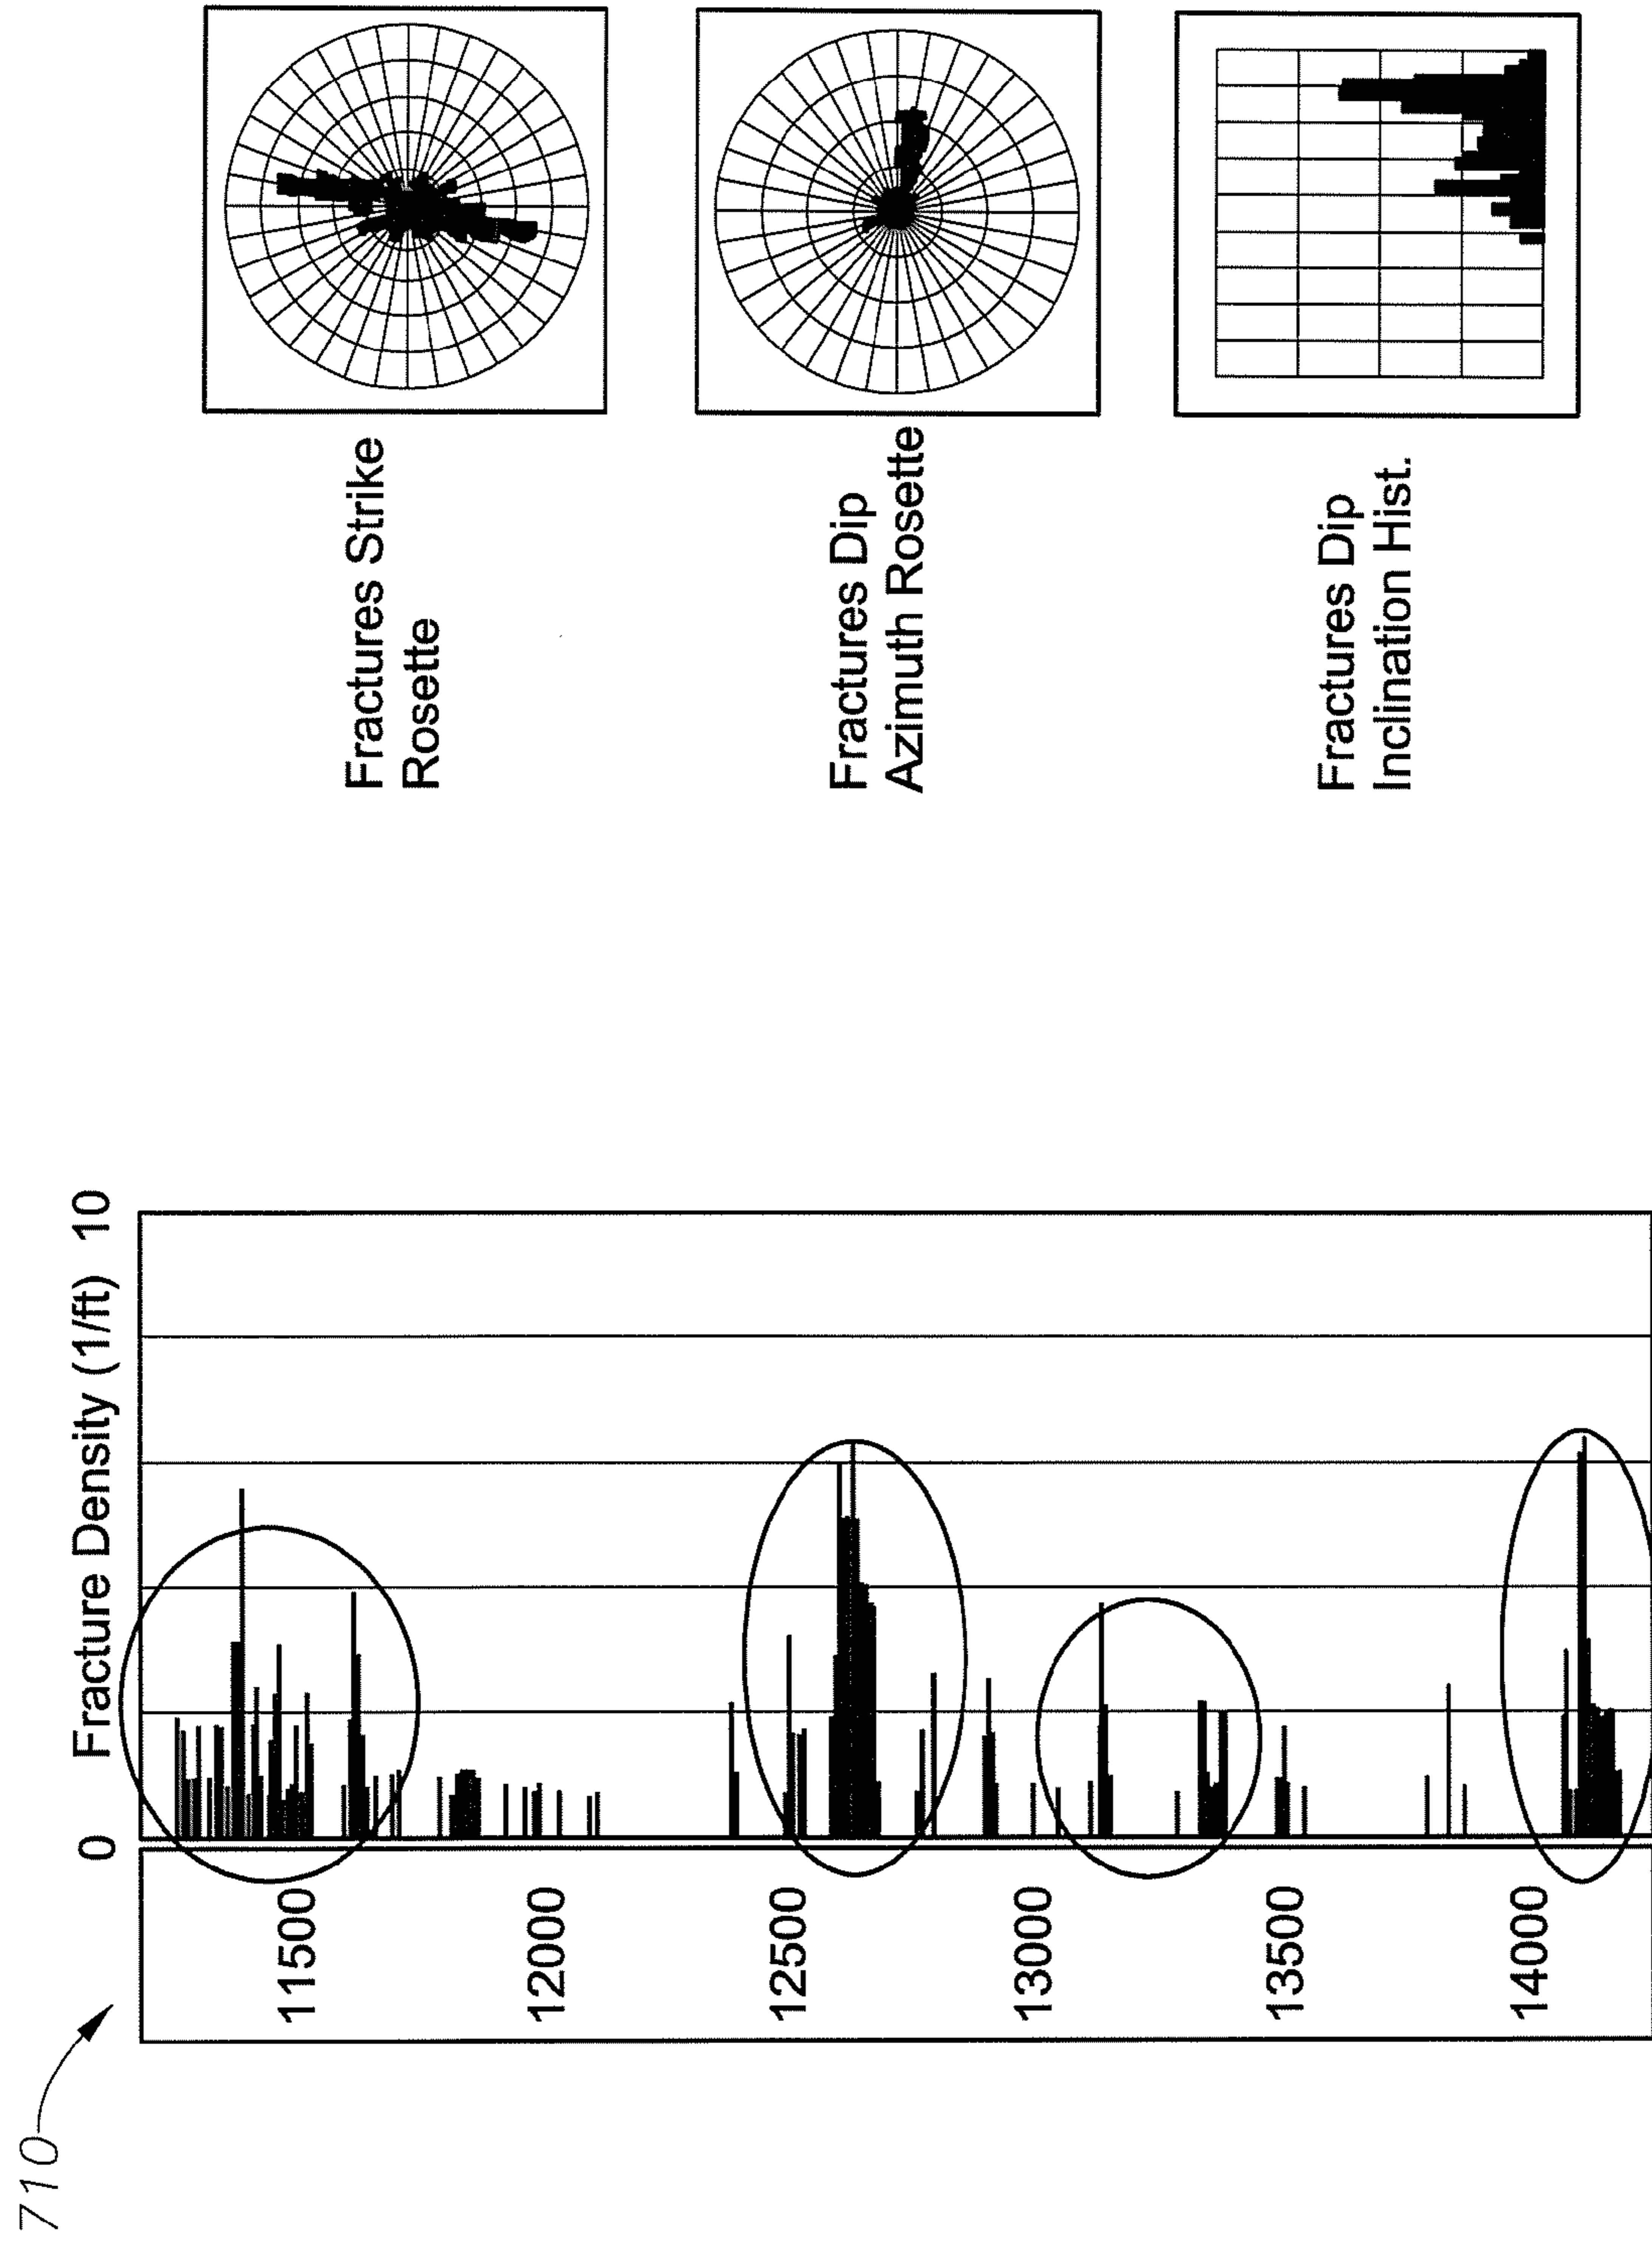 710
0 Fracture Density (1/ft) 10
11500
12000
12500
13000
13500
14000
Fractures Strike
Rosette
Fractures Dip
Azimuth Rosette
Fractures Dip
Inclination Hist.